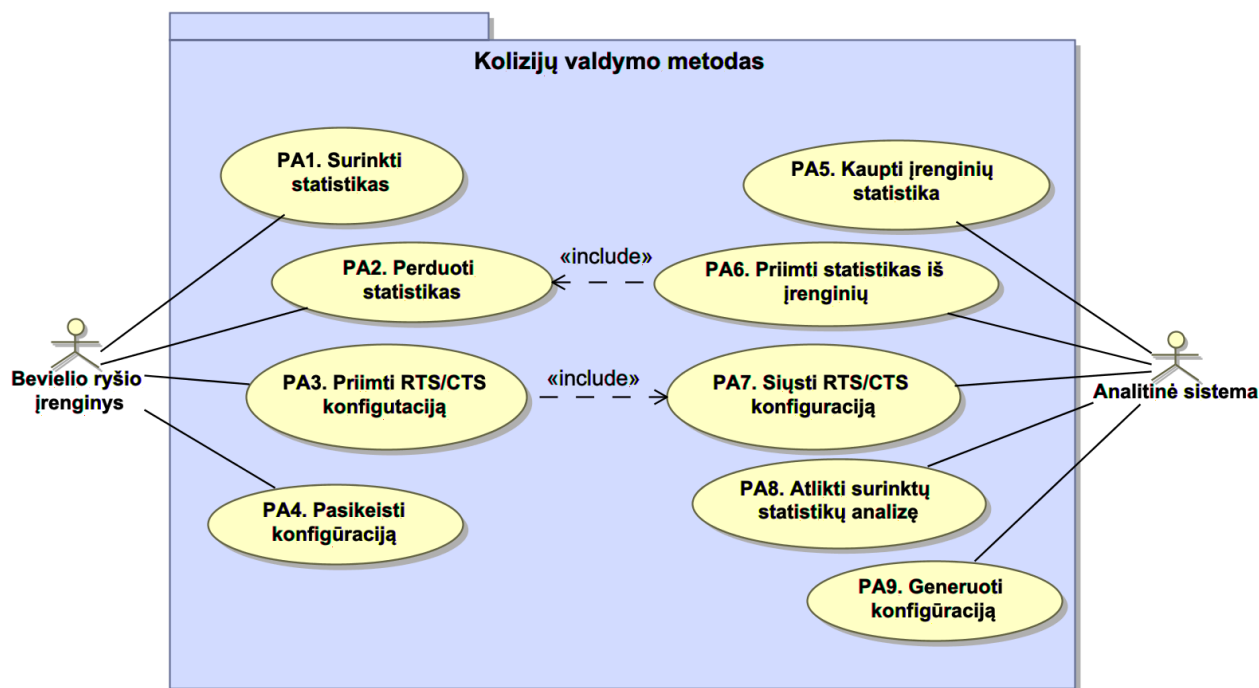 Kolizijų valdymo metodas
PA1. Surinkti
statistikas
PA5. Kaupti įrenginių
statistika
«include»
PA2. Perduoti
statistikas
PA6. Priimti statistikas iš
įrenginių
Bevielio ryšio
įrenginys
PA3. Priimti RTS/CTS
konfigutaciją
«include»
PA7. Siųsti RTS/CTS
konfiguraciją
Analitinė sistema
PA8. Atlikti surinktų
statistikų analizę
PA4. Pasikeisti
konfigūraciją
PA9. Generuoti
konfigūraciją